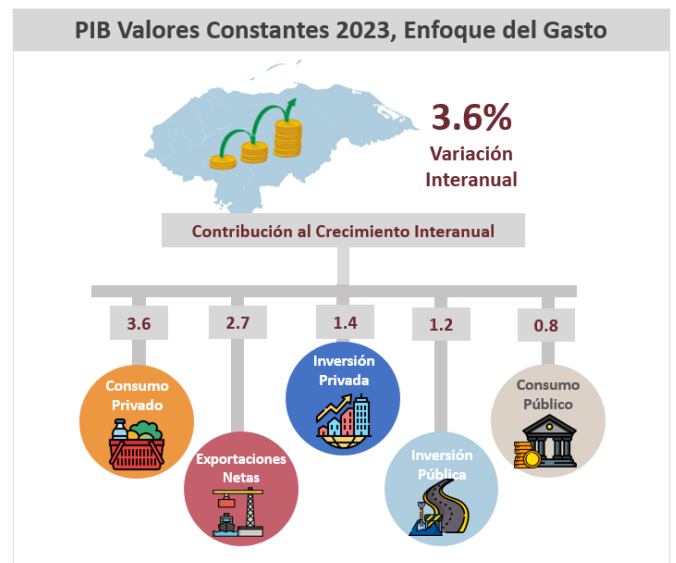 PIB Valores Constantes 2023, Enfoque del Gasto
3.6%
Variación
Interanual
Contribución al Crecimiento Interanual
3.6
2.7
1.4
1.2
0.8
Consumo
Privado
Exportaciones
Netas
Inversión
Privada
Inversión
Pública
Consumo
Público